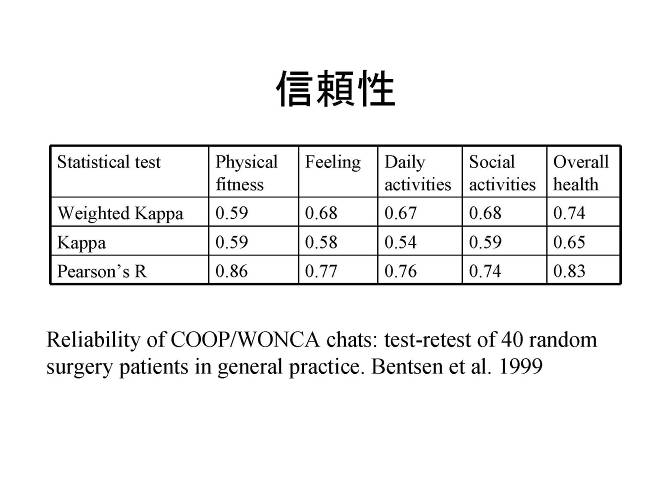 信頼性
Statistical test Physical fitness Feeling Daily activities Social activities Overall health
Weighted Kappa 0.59 0.68 0.67 0.68 0.74
Kappa 0.59 0.58 0.54 0.59 0.65
Pearson’s R 0.86 0.77 0.76 0.74 0.83
Reliability of COOP/WONCA chats: test-retest of 40 random
surgery patients in general practice. Bentsen et al. 1999